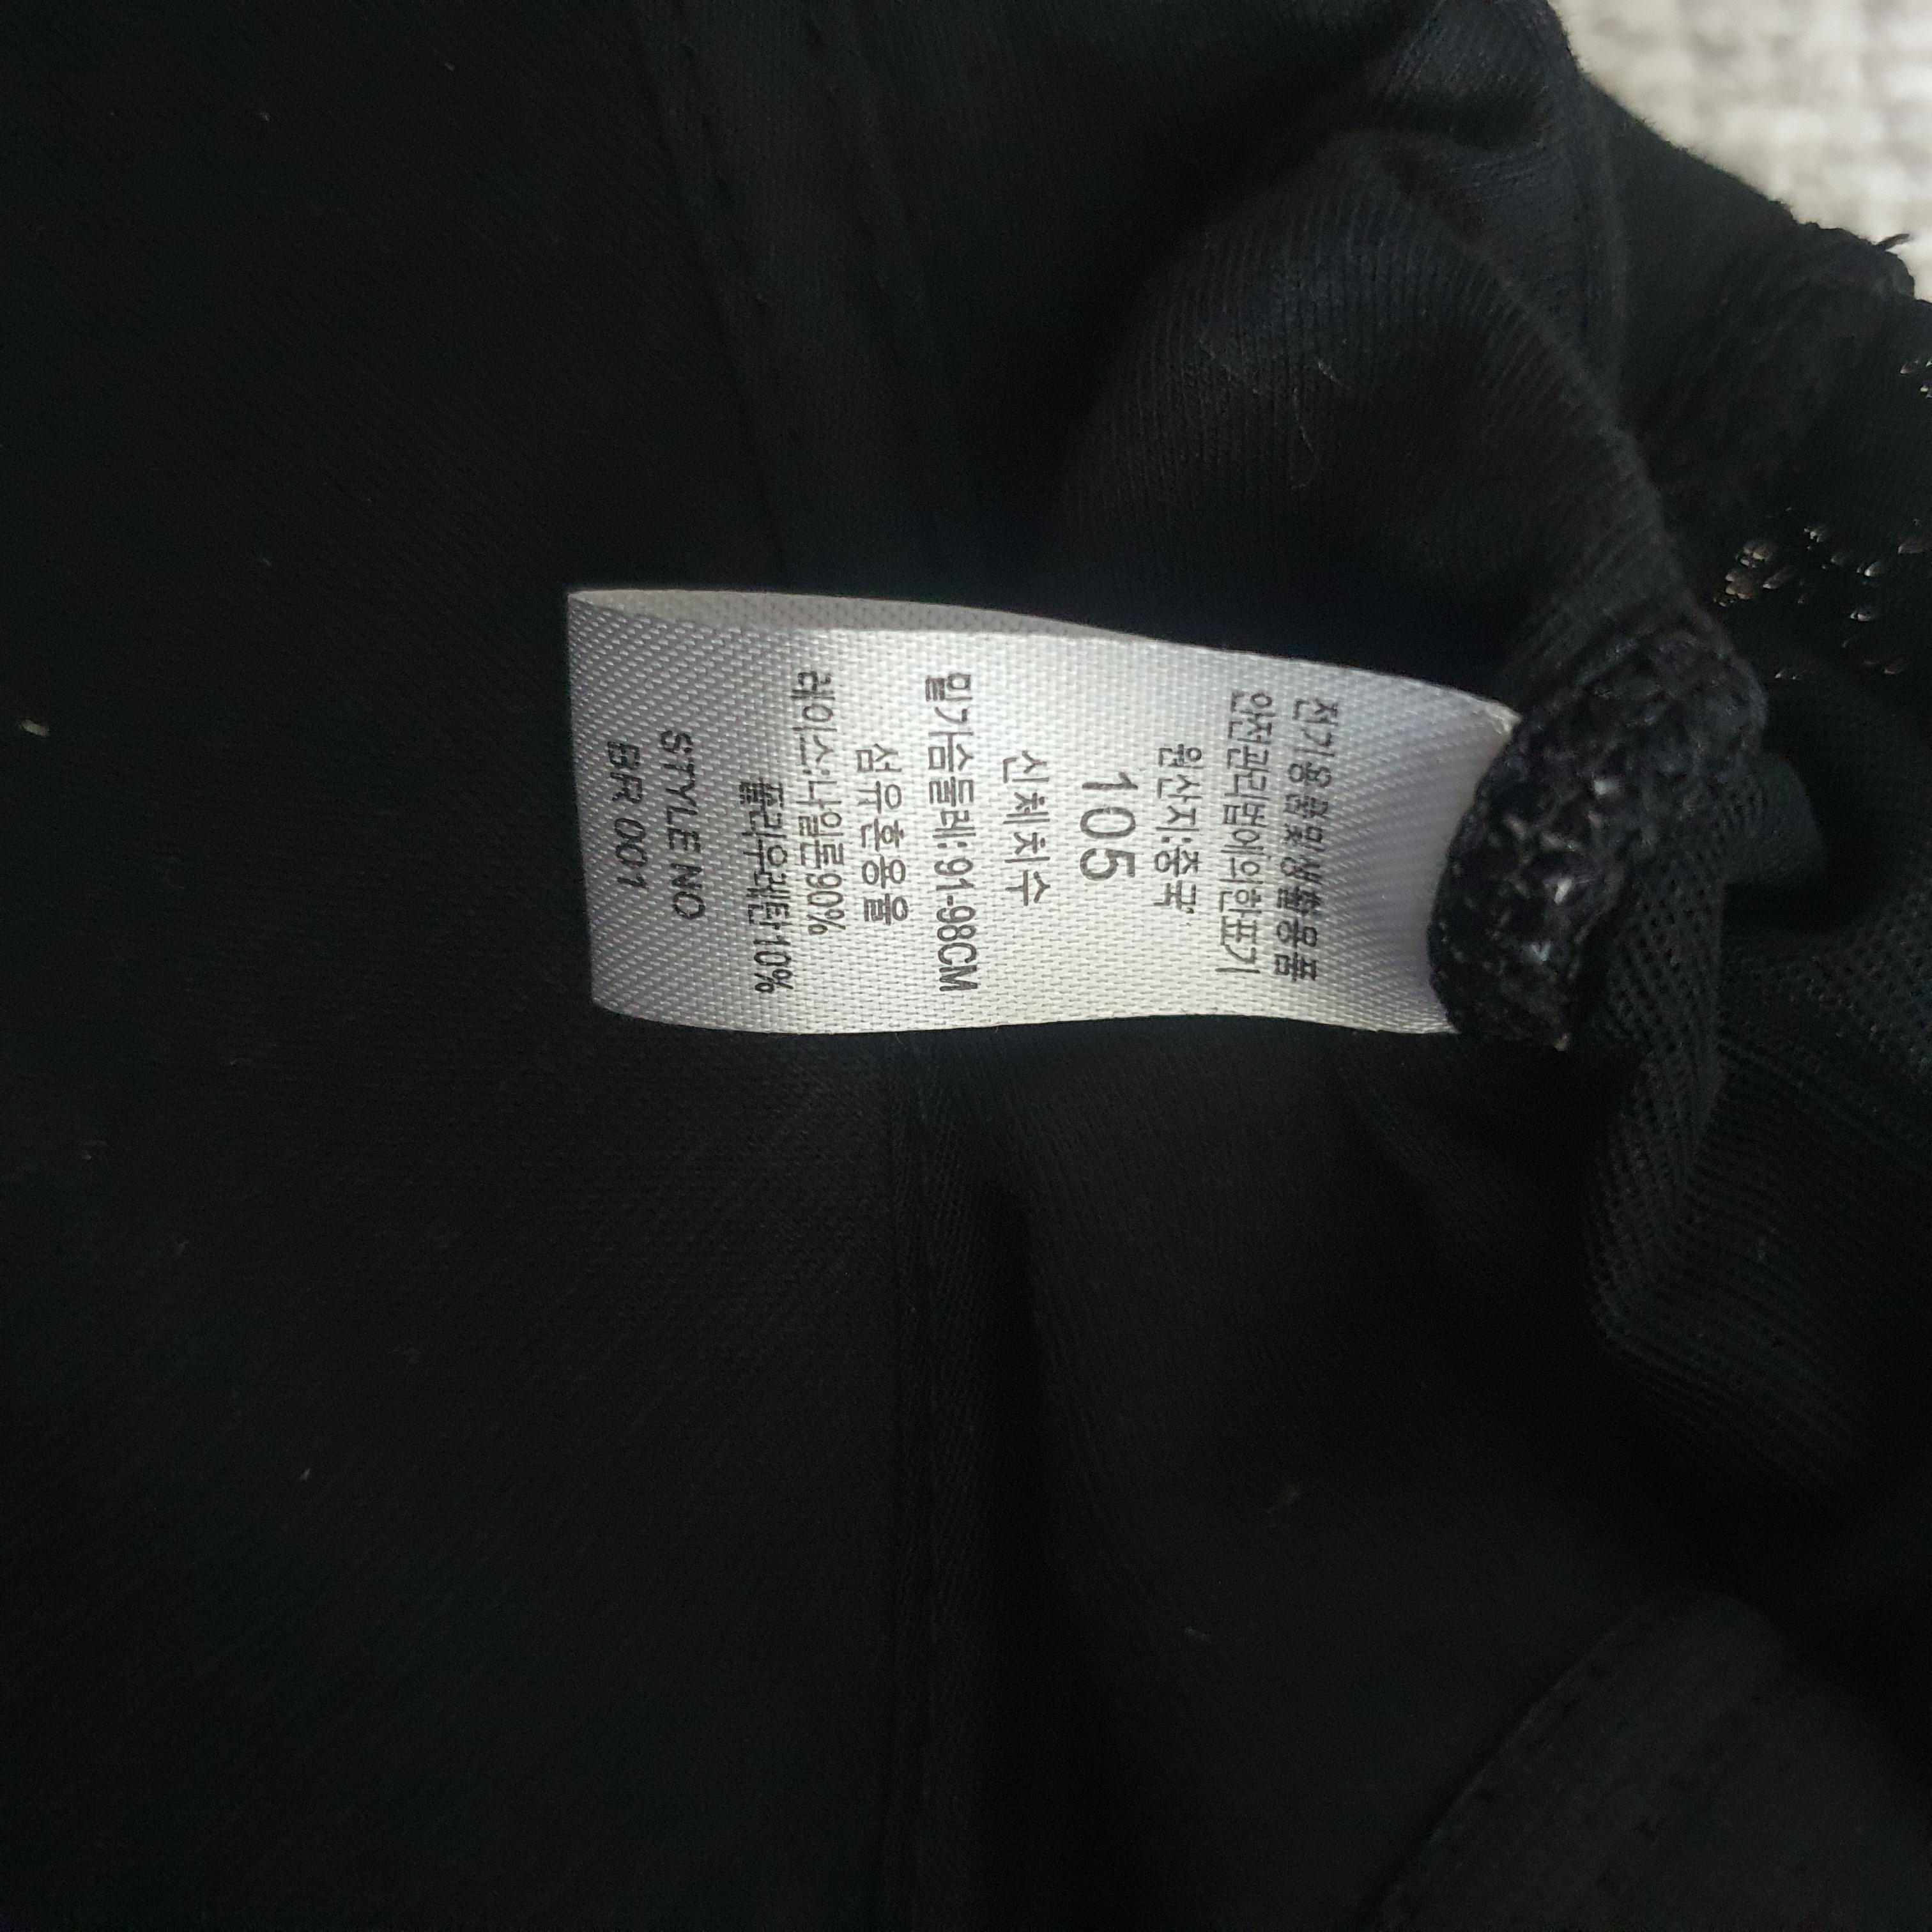 전기용품및생활용품
안전관리법에의한표기
원산지:중국
105
신체치수
밑가슴둘레:91-98CM
섬유혼용율
레이스:나일론90%
폴리우레탄10%
STYLE NO
BR 001